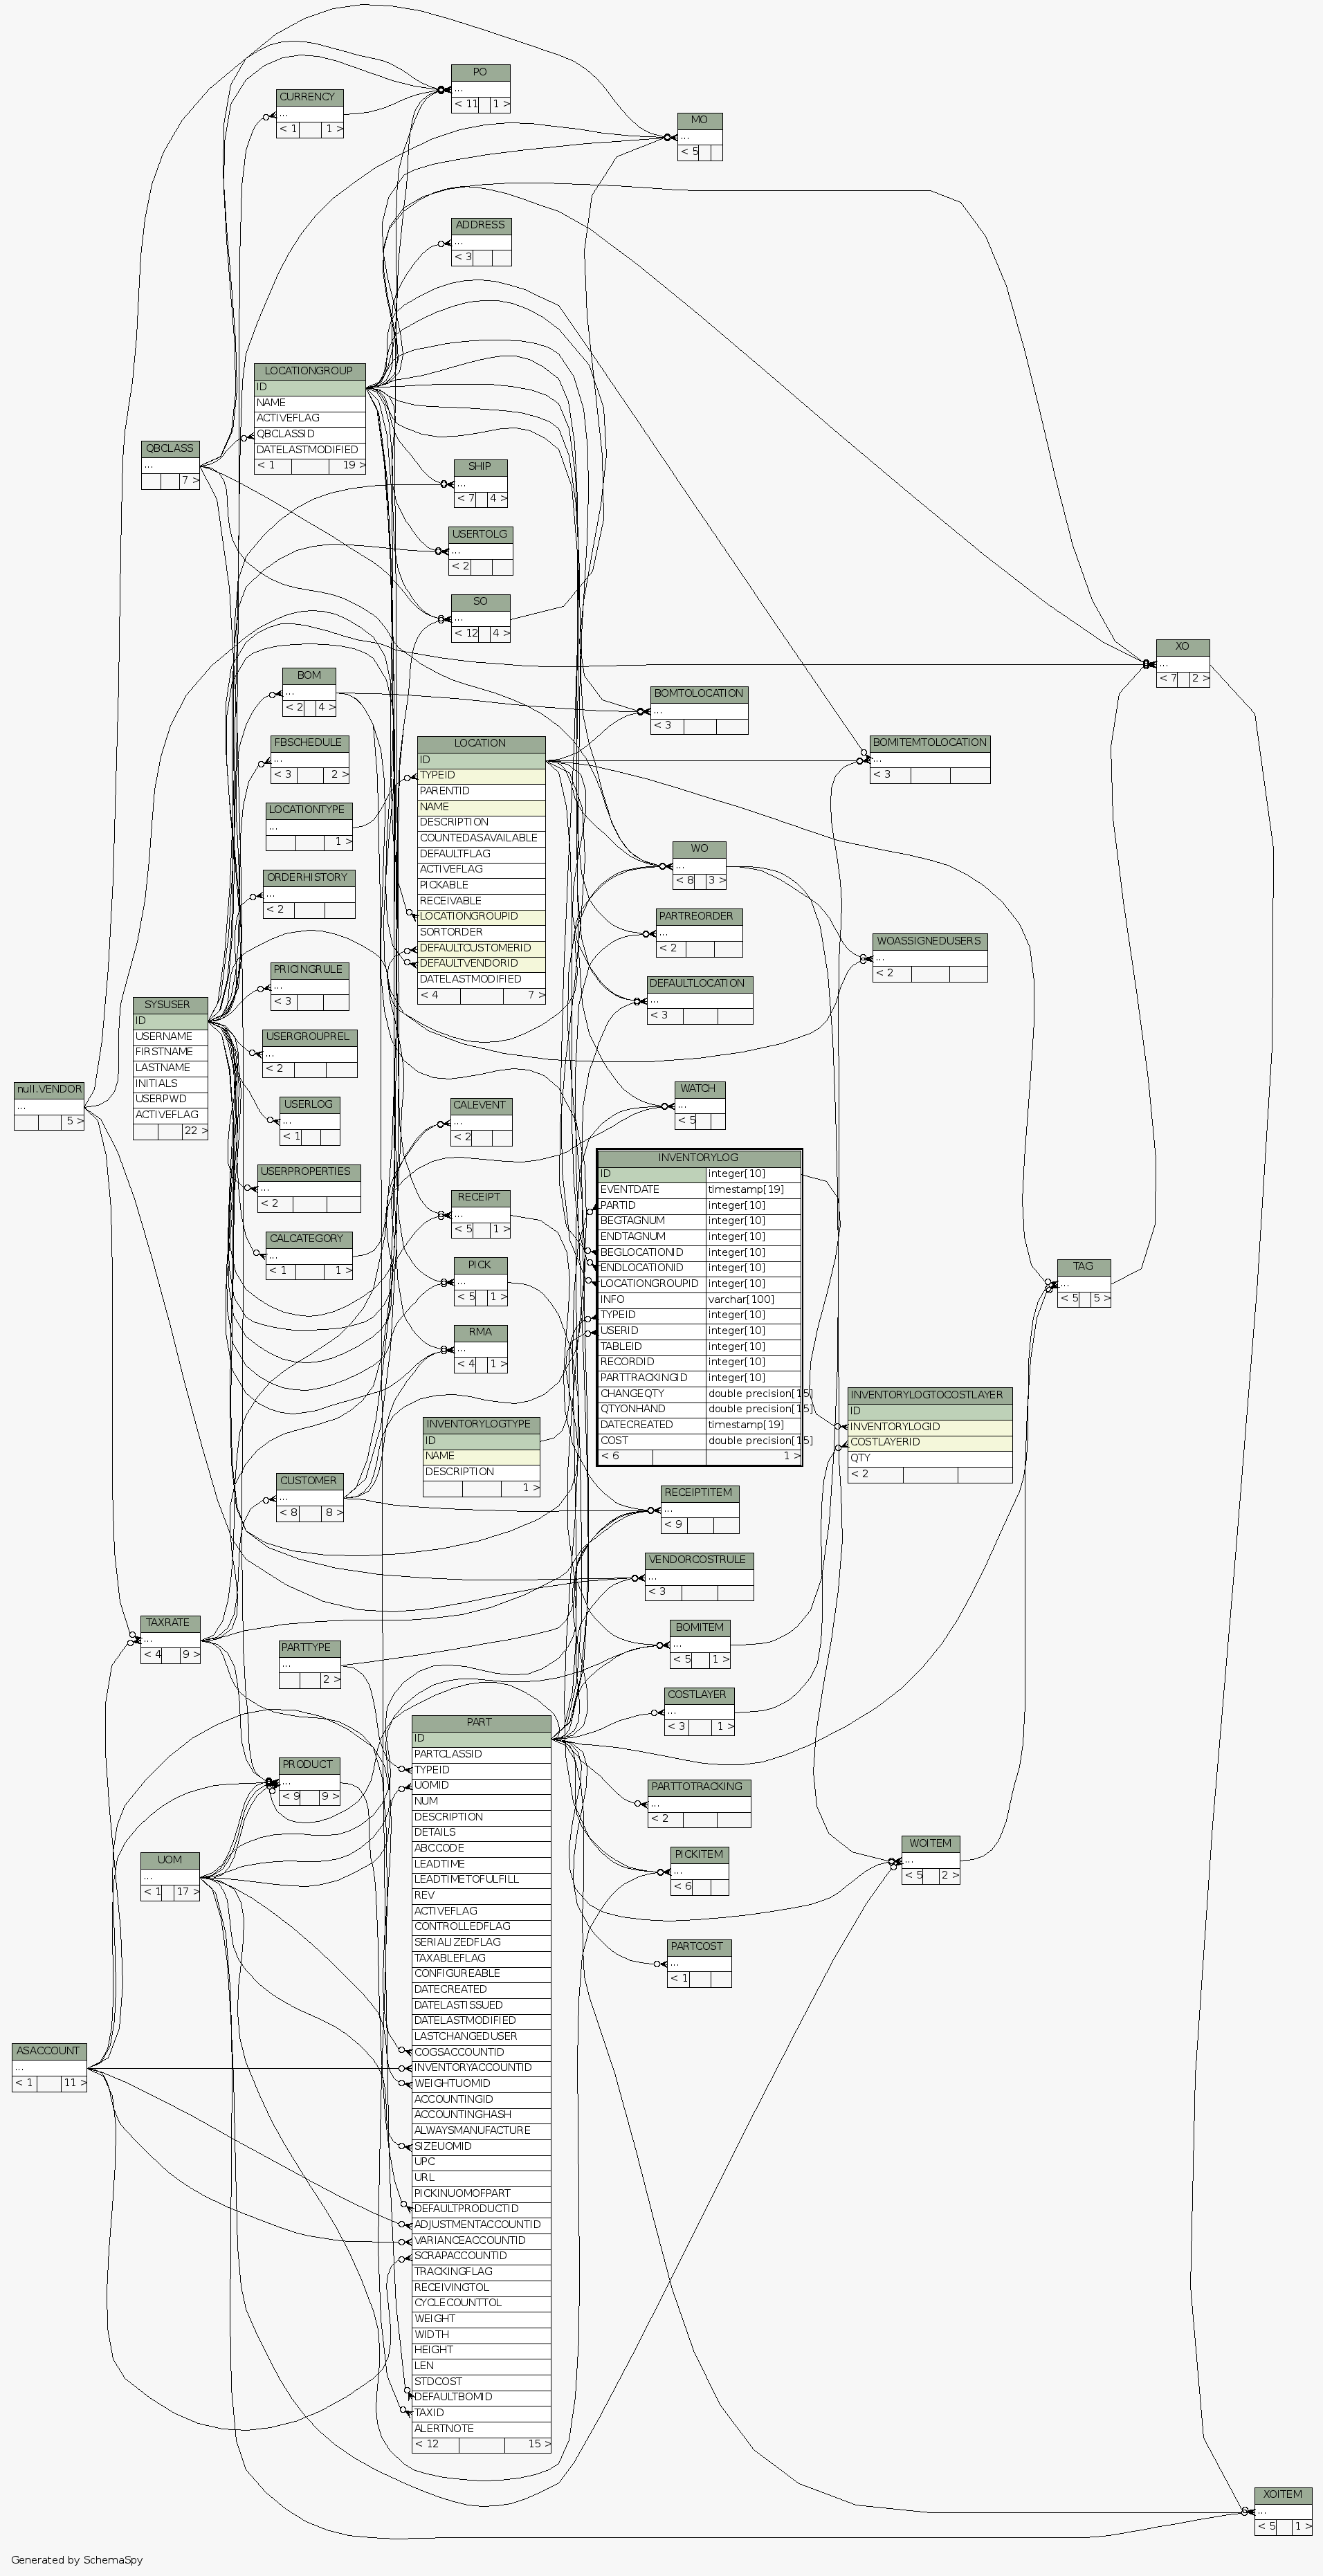 PO
...
< 11 1 >
CURRENCY
...
< 1 1 >
MO
...
< 5
ADDRESS
...
< 3
LOCATIONGROUP
ID
NAME
ACTIVEFLAG
QBCLASSID
DATELASTMODIFIED
< 1 19 >
QBCLASS
...
7 >
SHIP
...
< 7 4 >
USERTOLG
...
< 2
SO
...
< 12 4 >
XO
...
< 7 2 >
BOM
...
< 2 4 >
BOMTOLOCATION
...
< 3
FBSCHEDULE
...
< 3 2 >
BOMITEMTOLOCATION
...
< 3
LOCATION
ID
TYPEID
PARENTID
NAME
DESCRIPTION
COUNTEDASAVAILABLE
DEFAULTFLAG
ACTIVEFLAG
PICKABLE
RECEIVABLE
LOCATIONGROUPID
SORTORDER
DEFAULTCUSTOMERID
DEFAULTVENDORID
DATELASTMODIFIED
< 4 7 >
LOCATIONTYPE
...
1 >
WO
...
< 8 3 >
ORDERHISTORY
...
< 2
PARTREORDER
...
< 2
WOASSIGNEDUSERS
...
< 2
PRICINGRULE
...
< 3
DEFAULTLOCATION
...
< 3
SYSUSER
ID
USERNAME
FIRSTNAME
LASTNAME
INITIALS
USERPWD
ACTIVEFLAG
22 >
USERGROUPREL
...
< 2
null.VENDOR
...
5 >
WATCH
...
< 5
USERLOG
...
< 1
CALEVENT
...
< 2
INVENTORYLOG
ID integer[10]
EVENTDATE timestamp[19]
PARTID integer[10]
BEGTAGNUM integer[10]
ENDTAGNUM integer[10]
BEGLOCATIONID integer[10]
ENDLOCATIONID integer[10]
LOCATIONGROUPID integer[10]
INFO varchar[100]
TYPEID integer[10]
USERID integer[10]
TABLEID integer[10]
RECORDID integer[10]
PARTTRACKINGID integer[10]
CHANGEQTY double precision[15]
QTYONHAND double precision[15]
DATECREATED timestamp[19]
COST double precision[15]
< 6 1 >
USERPROPERTIES
...
< 2
RECEIPT
...
< 5 1 >
CALCATEGORY
...
< 1 1 >
PICK
...
< 5 1 >
TAG
...
< 5 5 >
RMA
...
< 4 1 >
INVENTORYLOGTOCOSTLAYER
ID
INVENTORYLOGID
COSTLAYERID
QTY
< 2
INVENTORYLOGTYPE
ID
NAME
DESCRIPTION
1 >
CUSTOMER
...
< 8 8 >
RECEIPTITEM
...
< 9
VENDORCOSTRULE
...
< 3
TAXRATE
...
< 4 9 >
BOMITEM
...
< 5 1 >
PARTTYPE
...
2 >
COSTLAYER
...
< 3 1 >
PART
ID
PARTCLASSID
TYPEID
UOMID
NUM
DESCRIPTION
DETAILS
ABCCODE
LEADTIME
LEADTIMETOFULFILL
REV
ACTIVEFLAG
CONTROLLEDFLAG
SERIALIZEDFLAG
TAXABLEFLAG
CONFIGUREABLE
DATECREATED
DATELASTISSUED
DATELASTMODIFIED
LASTCHANGEDUSER
COGSACCOUNTID
INVENTORYACCOUNTID
WEIGHTUOMID
ACCOUNTINGID
ACCOUNTINGHASH
ALWAYSMANUFACTURE
SIZEUOMID
UPC
URL
PICKINUOMOFPART
DEFAULTPRODUCTID
ADJUSTMENTACCOUNTID
VARIANCEACCOUNTID
SCRAPACCOUNTID
TRACKINGFLAG
RECEIVINGTOL
CYCLECOUNTTOL
WEIGHT
WIDTH
HEIGHT
LEN
STDCOST
DEFAULTBOMID
TAXID
ALERTNOTE
< 12 15 >
PRODUCT
...
< 9 9 >
PARTTOTRACKING
...
< 2
WOITEM
...
< 5 2 >
PICKITEM
...
< 6
UOM
...
< 1 17 >
PARTCOST
...
< 1
ASACCOUNT
...
< 1 11 >
XOITEM
...
< 5 1 >
Generated by SchemaSpy